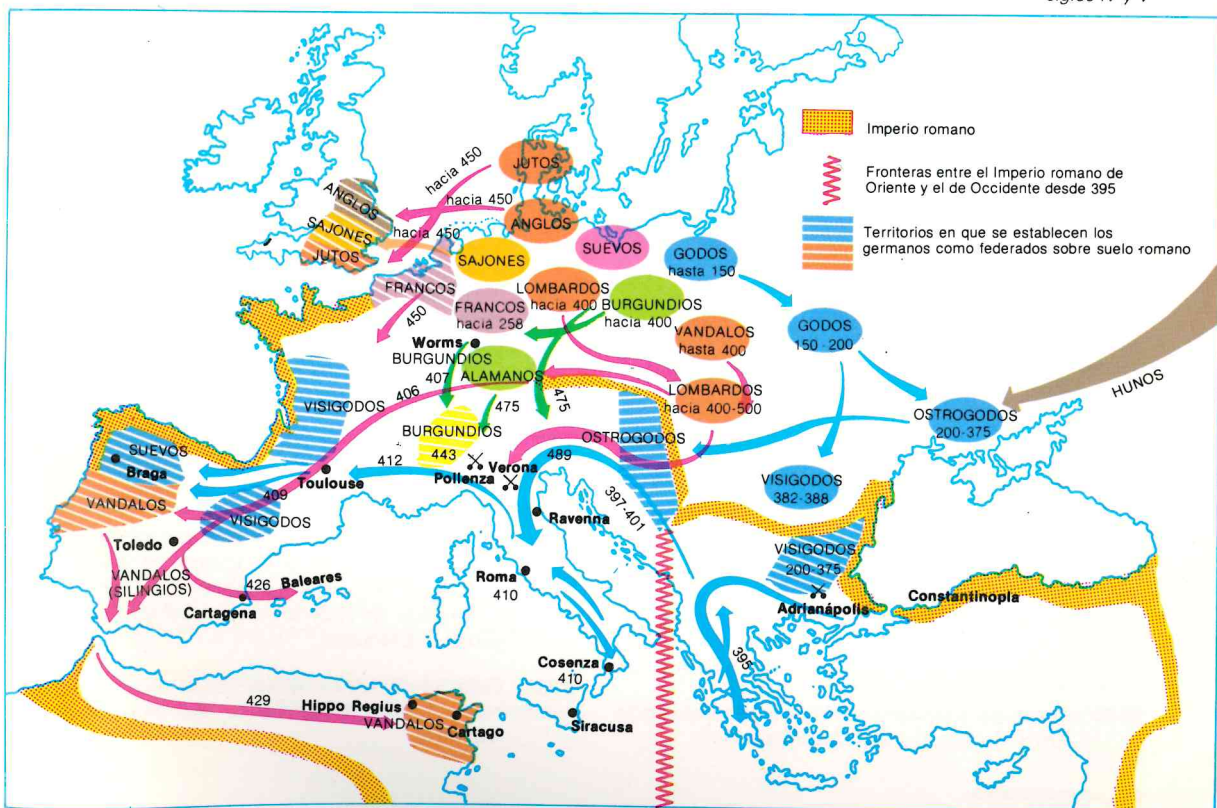 siglos
Imperio romano
Fronteras entre el Imperio romano de
Oriente y el de Occidente desde 395
Territorios en que se establecen los
germanos como federados sobre suelo romano
JUTOS
hacia 450
ANGLOS
hacia 450
ANGLOS
SAJONES
hacia 450
JUTOS
SAJONES
SUEVOS
GODOS
hasta 150
FRANCOS
450
FRANCOS
hacia 258
LOMBARDOS
hacia 400
BURGUNDIOS
hacia 400
VANDALOS
hasta 400
GODOS
150-200
HUNOS
Worms
BURGUNDIOS
407
ALAMANOS
406
475
475
LOMBARDOS
hacia 400-500
OSTROGODOS
200-375
VISIGODOS
BURGUNDIOS
443
OSTROGODOS
489
SUEVOS
Braga
412
Verona
Pollenza
VISIGODOS
382-388
VANDALOS
409
Toulouse
VISIGODOS
397-401
Ravenna
Toledo
VISIGODOS
200-375
VANDALOS
(SILINGIOS)
426
Baleares
Roma
410
Adrianápolis
Constantinopla
Cartagena
395
Cosenza
410
429
Hippo Regius
VANDALOS
Cartago
Siracusa